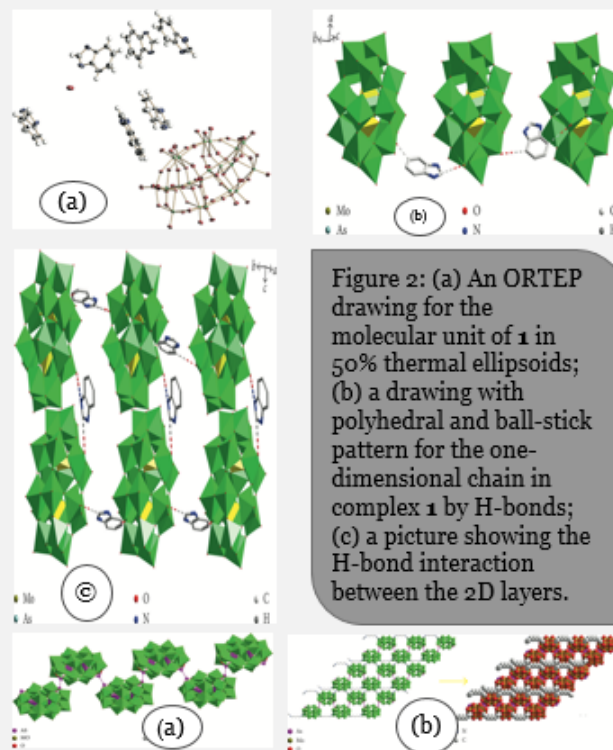 (a)
(b)
Mo
O
C
As
N
H
©
Mo
O
C
As
N
H
Figure 2: (a) An ORTEP
drawing for the
molecular unit of 1 in
50% thermal ellipsoids;
(b) a drawing with
polyhedral and ball-stick
pattern for the one-
dimensional chain in
complex 1 by H-bonds;
(c) a picture showing the
H-bond interaction
between the 2D layers.
(a)
(b)